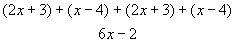 (2x + 3) + (x − 4) + (2x + 3) + (x − 4)
6x − 2